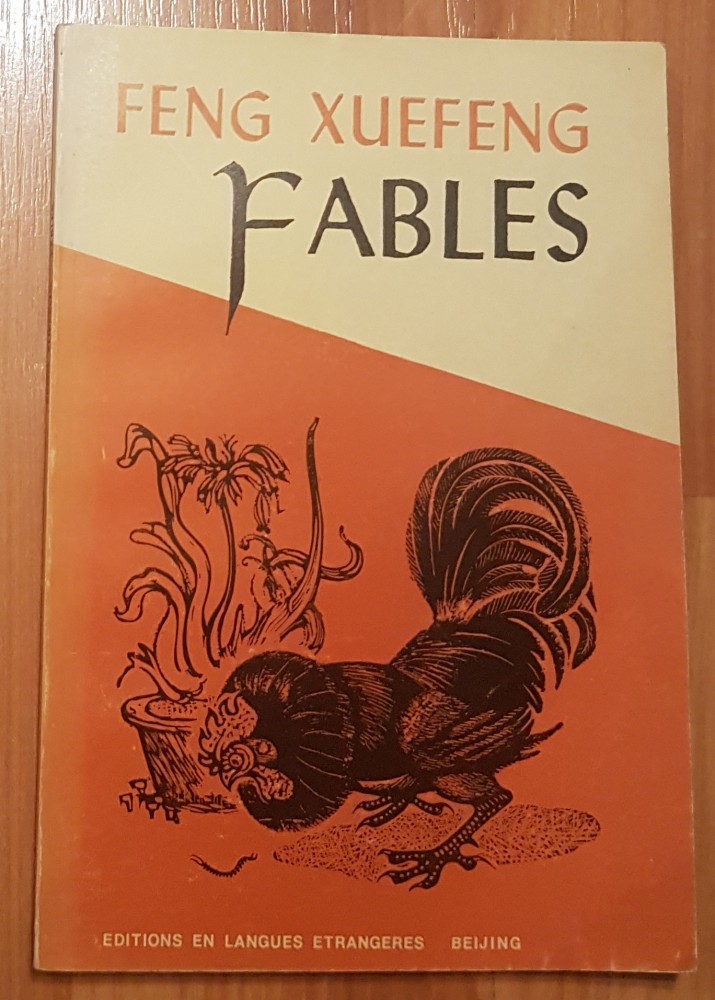 FENG XUEFENG
FABLES
EDITIONS EN LANGUES ETRANGERES BEIJING